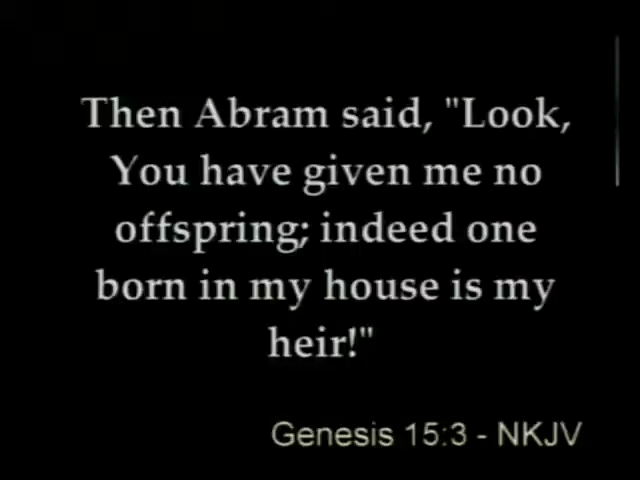 Then Abram said, "Look,
You have given me no
offspring; indeed one
born in my house is my
heir!"
Genesis 15:3 - NKJV